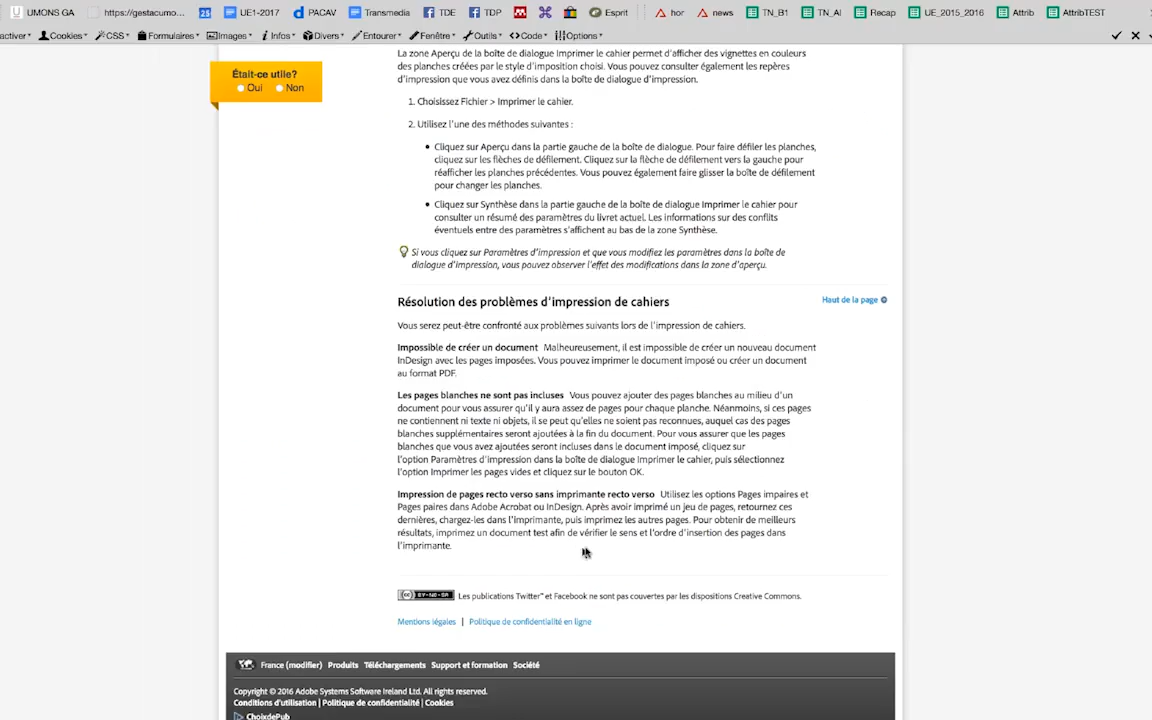 UMONS GA https://gestacumo... 25 UE1-2017 PACAV Transmedia TDE TDP Esprit hor news TN_B1 TN_AI Recap UE_2015_2016 Attrib AttribTEST
activer Cookies CSS Formulaires Images Infos Divers Entourer Fenêtre Outils Code Options
La zone Aperçu de la boîte de dialogue Imprimer le cahier permet d'afficher des vignettes en couleurs
des planches créées par le style d'imposition choisi. Vous pouvez consulter également les repères
d'impression que vous avez définis dans la boîte de dialogue d'impression.
Était-ce utile?
Oui Non
1. Choisissez Fichier > Imprimer le cahier.
2. Utilisez l'une des méthodes suivantes :
• Cliquez sur Aperçu dans la partie gauche de la boîte de dialogue. Pour faire défiler les planches,
cliquez sur les flèches de défilement. Cliquez sur la flèche de défilement vers la gauche pour
réafficher les planches précédentes. Vous pouvez également faire glisser la boîte de défilement
pour changer les planches.
• Cliquez sur Synthèse dans la partie gauche de la boîte de dialogue Imprimer le cahier pour
consulter un résumé des paramètres du livret actuel. Les informations sur des conflits
éventuels entre des paramètres s'affichent au bas de la zone Synthèse.
Si vous cliquez sur Paramètres d'impression et que vous modifiez les paramètres dans la boîte de
dialogue d'impression, vous pouvez observer l'effet des modifications dans la zone d'aperçu.
Résolution des problèmes d'impression de cahiers
Haut de la page
Vous serez peut-être confronté aux problèmes suivants lors de l'impression de cahiers.
Impossible de créer un document Malheureusement, il est impossible de créer un nouveau document
InDesign avec les pages imposées. Vous pouvez imprimer le document imposé ou créer un document
au format PDF.
Les pages blanches ne sont pas incluses Vous pouvez ajouter des pages blanches au milieu d'un
document pour vous assurer qu'il y aura assez de pages pour chaque planche. Néanmoins, si ces pages
ne contiennent ni texte ni objets, il se peut qu'elles ne soient pas reconnues, auquel cas des pages
blanches supplémentaires seront ajoutées à la fin du document. Pour vous assurer que les pages
blanches que vous avez ajoutées seront incluses dans le document imposé, cliquez sur
l'option Paramètres d'impression dans la boîte de dialogue Imprimer le cahier, puis sélectionnez
l'option Imprimer les pages vides et cliquez sur le bouton OK.
Impression de pages recto verso sans imprimante recto verso Utilisez les options Pages impaires et
Pages paires dans Adobe Acrobat ou InDesign. Après avoir imprimé un jeu de pages, retournez ces
dernières, chargez-les dans l'imprimante, puis imprimez les autres pages. Pour obtenir de meilleurs
résultats, imprimez un document test afin de vérifier le sens et l'ordre d'insertion des pages dans
l'imprimante.
cc BY-NC-SA Les publications Twitter™ et Facebook ne sont pas couvertes par les dispositions Creative Commons.
Mentions légales | Politique de confidentialité en ligne
France (modifier) Produits Téléchargements Support et formation Société
Copyright © 2016 Adobe Systems Software Ireland Ltd. All rights reserved.
Conditions d'utilisation | Politique de confidentialité | Cookies
ChoixdePub